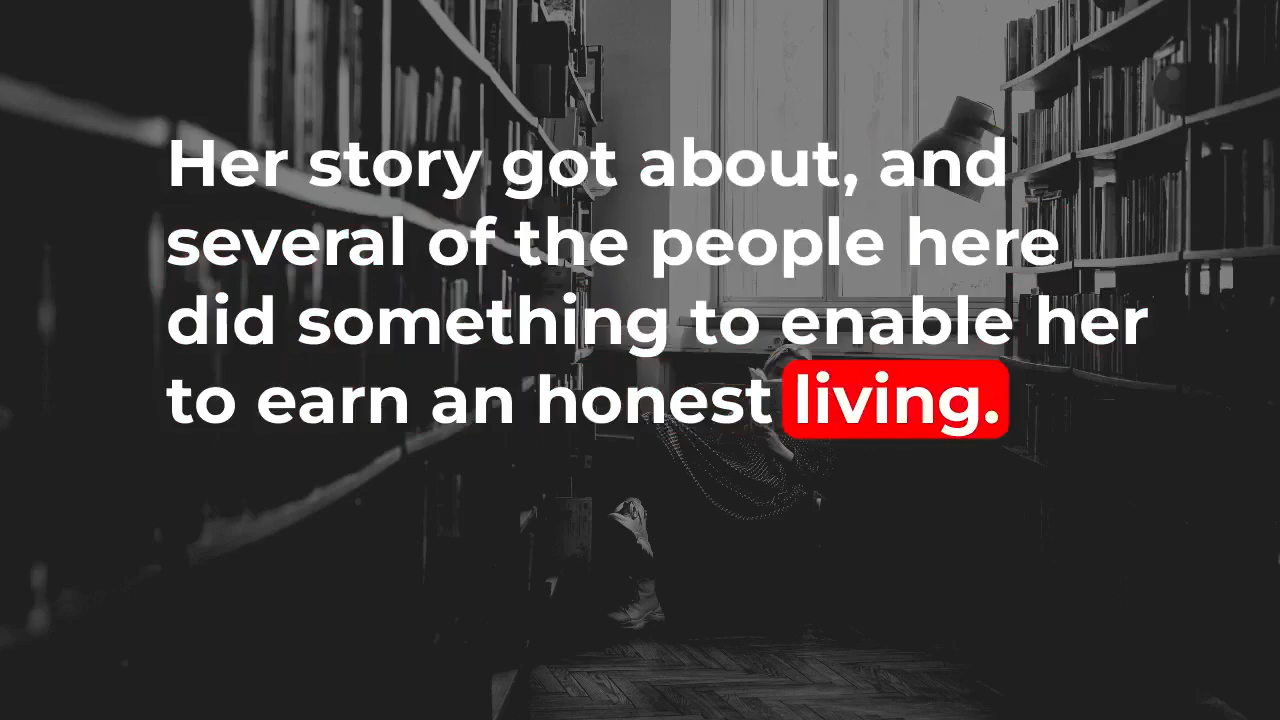 Her story got about, and
several of the people here
did something to enable her
to earn an honest living.